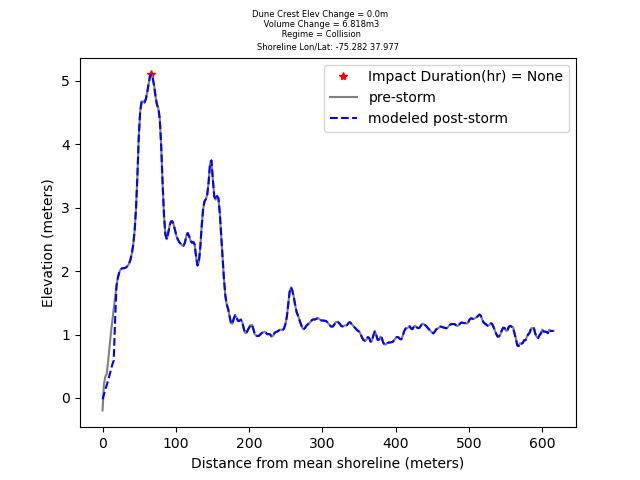 Dune Crest Elev Change = 0.0m
Volume Change = 6.818m3
Regime = Collision
Shoreline Lon/Lat: -75.282 37.977
Impact Duration(hr) = None
pre-storm
modeled post-storm
Elevation (meters)
5
4
3
2
1
0
0 100 200 300 400 500 600
Distance from mean shoreline (meters)